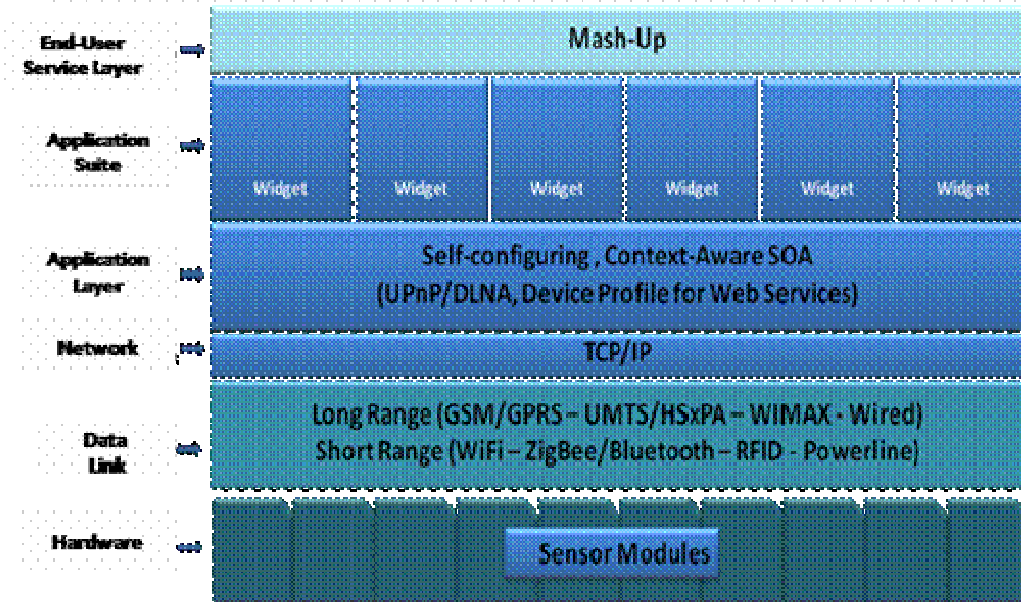 End-User
Service Layer
Mash-Up
Application
Suite
Widget Widget Widget Widget Widget Widget
Application
Layer
Self-configuring , Context-Aware SOA
(UPnP/DLNA, Device Profile for Web Services)
Network
TCP/IP
Data
Link
Long Range (GSM/GPRS – UMTS/HSxPA – WIMAX - Wired)
Short Range (WiFi – ZigBee/Bluetooth – RFID - Powerline)
Hardware
Sensor Modules